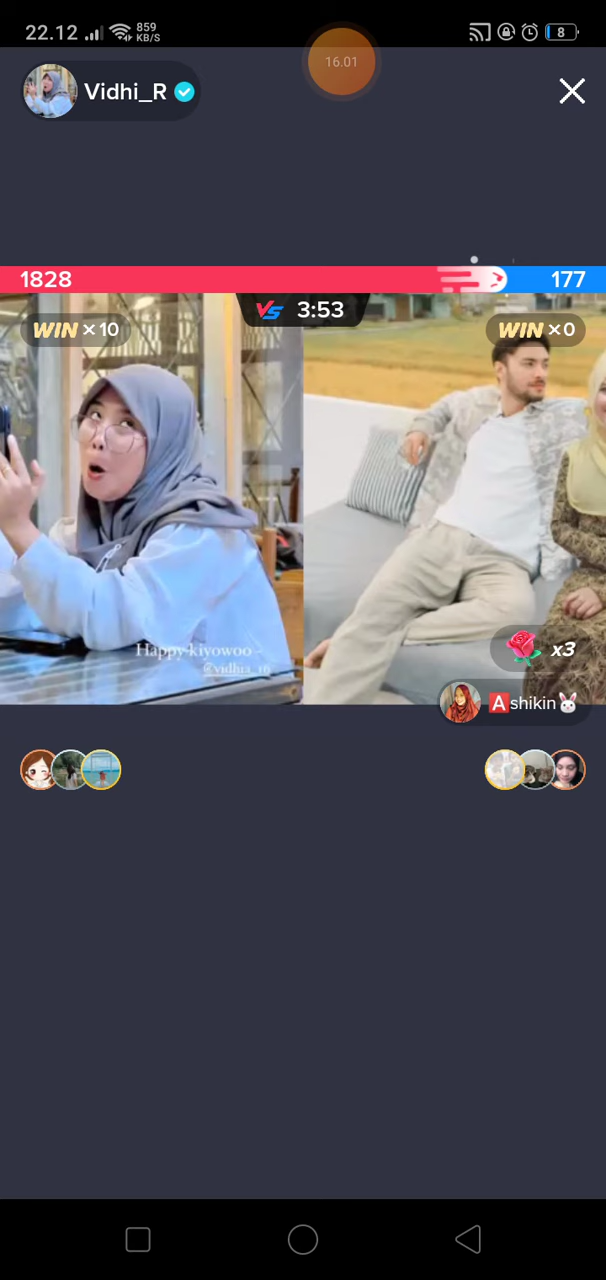 22.12
859
KB/S
8
16.01
Vidhi_R
1828
177
VS 3:53
WIN ×10
WIN ×0
Happy kiyowoo
@vidhia_16
x3
🅰️shikin🐰